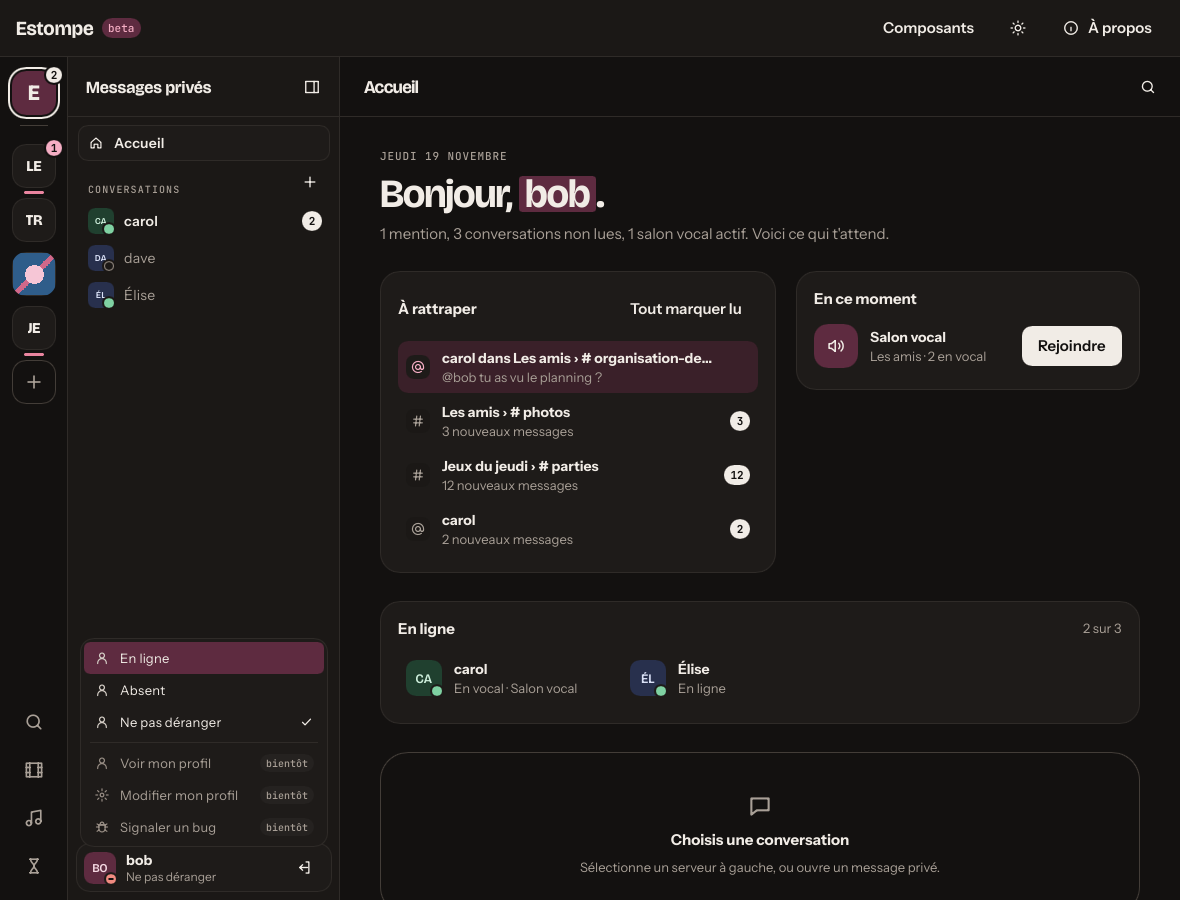 Estompe beta
Composants
À propos
E
2
LE
1
TR
JE
Messages privés
Accueil
CONVERSATIONS
CA carol 2
DA dave
ÉL Élise
En ligne
Absent
Ne pas déranger
Voir mon profil bientôt
Modifier mon profil bientôt
Signaler un bug bientôt
BO bob
Ne pas déranger
Accueil
JEUDI 19 NOVEMBRE
Bonjour, bob.
1 mention, 3 conversations non lues, 1 salon vocal actif. Voici ce qui t'attend.
À rattraper
Tout marquer lu
carol dans Les amis › # organisation-de…
@bob tu as vu le planning ?
Les amis › # photos
3 nouveaux messages
3
Jeux du jeudi › # parties
12 nouveaux messages
12
carol
2 nouveaux messages
2
En ce moment
Salon vocal
Les amis · 2 en vocal
Rejoindre
En ligne
2 sur 3
CA carol
En vocal · Salon vocal
ÉL Élise
En ligne
Choisis une conversation
Sélectionne un serveur à gauche, ou ouvre un message privé.